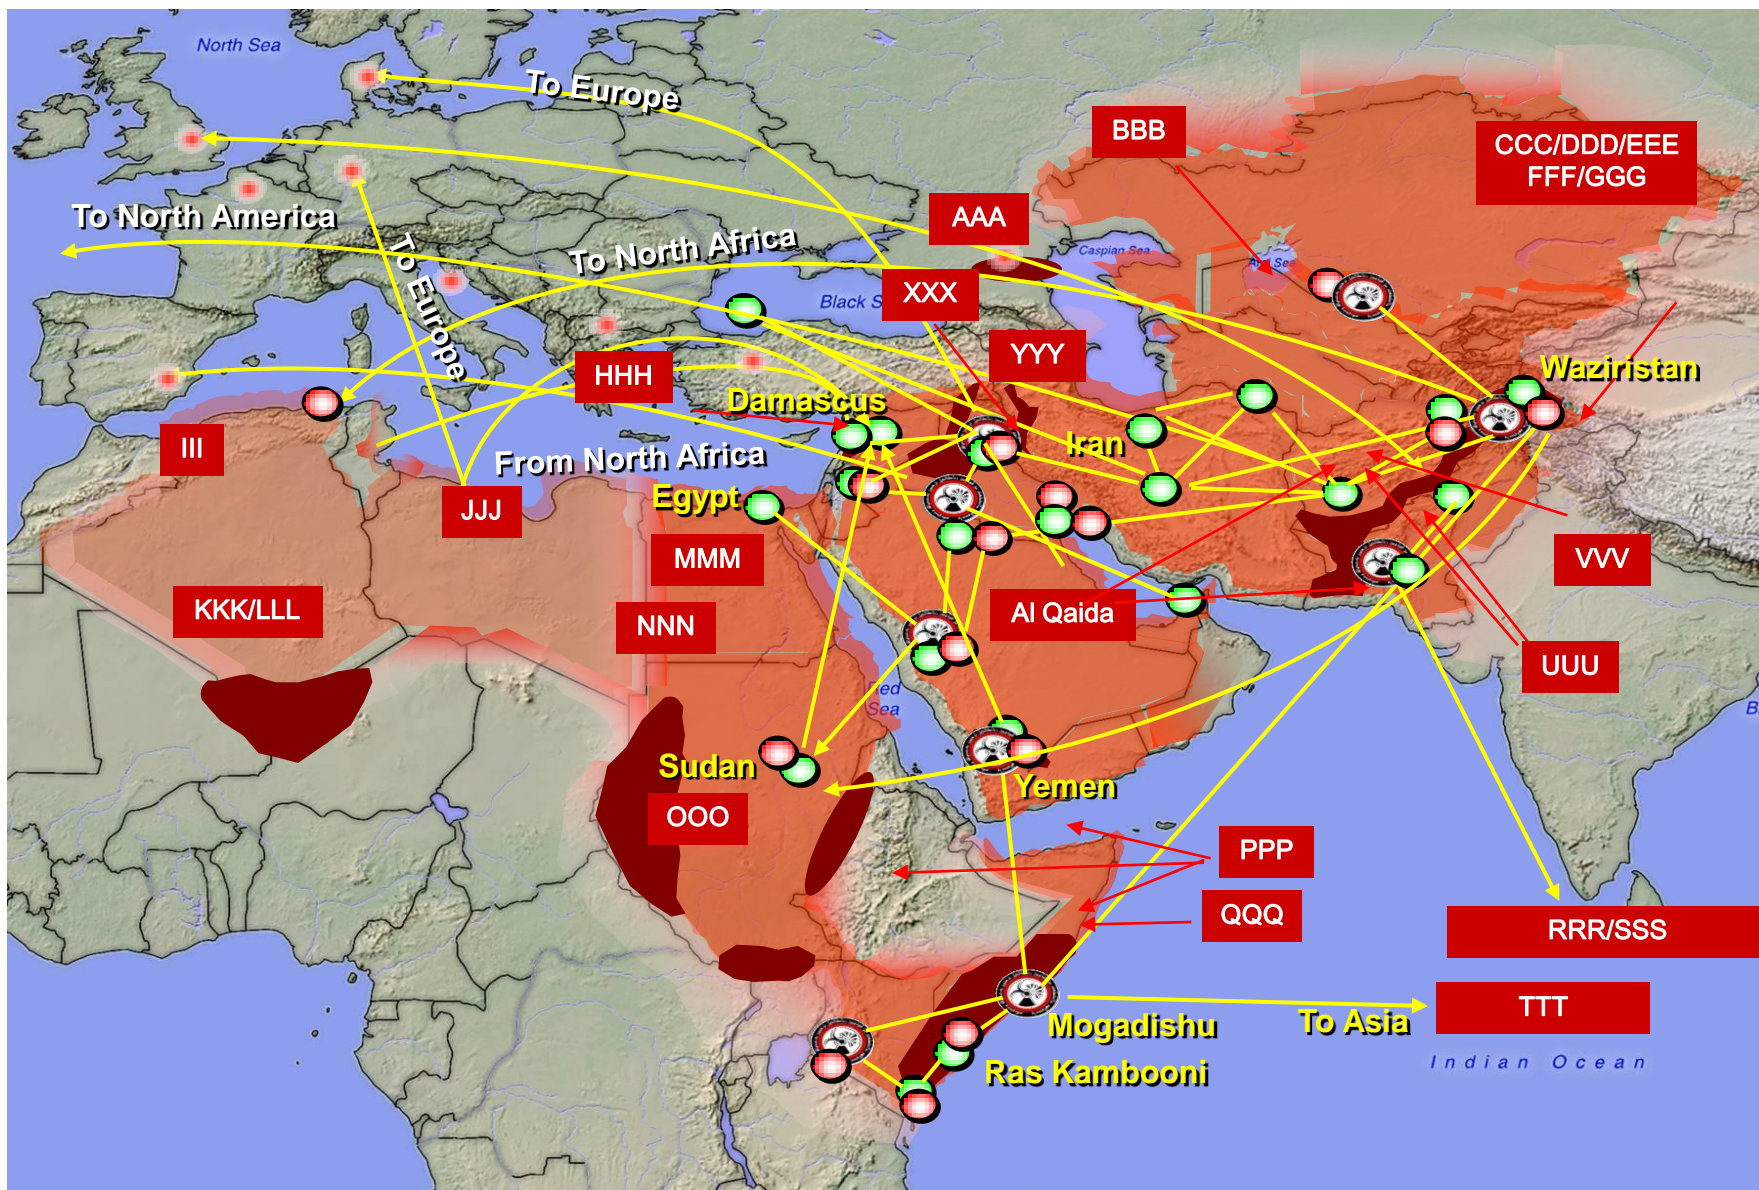 North Sea
To Europe
BBB
CCC/DDD/EEE
FFF/GGG
To North America
AAA
To North Africa
To Europe
Caspian Sea
Sea
XXX
Black S
YYY
HHH
Waziristan
Damascus
III
Iran
From North Africa
Egypt
JJJ
MMM
VVV
KKK/LLL
NNN
Al Qaida
UUU
Red
Sea
Sudan
Yemen
OOO
PPP
QQQ
RRR/SSS
TTT
Mogadishu
To Asia
Ras Kambooni
Indian Ocean